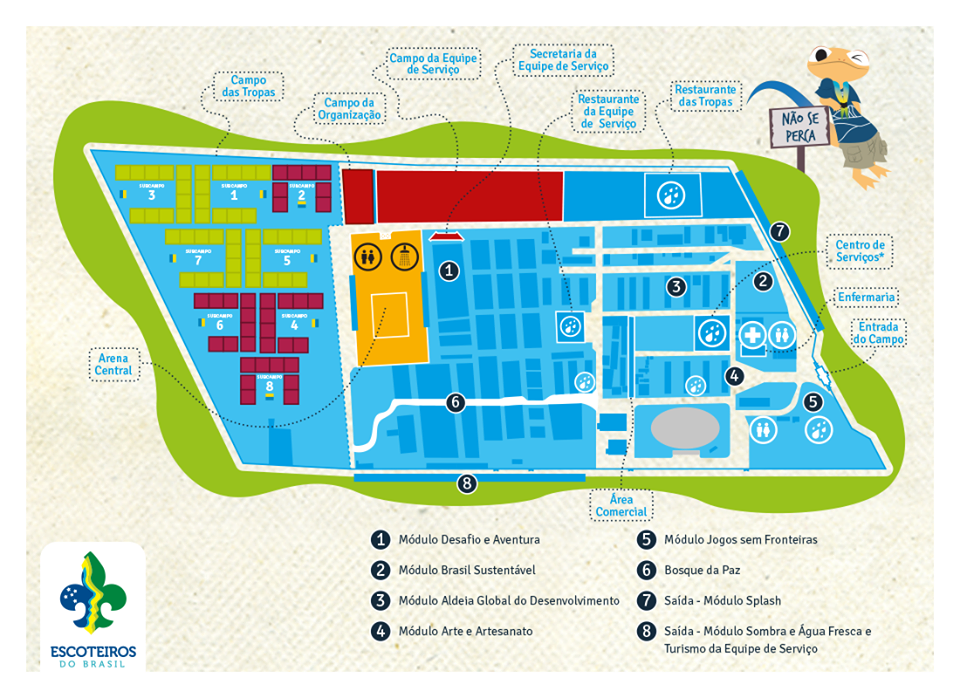 Campo
das Tropas
Campo da
Organização
Campo da Equipe
de Serviço
Secretaria da
Equipe de Serviço
Restaurante
da Equipe
de Serviço
Restaurante
das Tropas
NÃO SE
PERCA
Centro de
Serviços*
Enfermaria
Entrada
do Campo
Arena
Central
Área
Comercial
SUBCAMPO
3
SUBCAMPO
1
SUBCAMPO
2
SUBCAMPO
7
SUBCAMPO
5
SUBCAMPO
6
SUBCAMPO
4
SUBCAMPO
8
1
2
3
4
5
6
7
8
1 Módulo Desafio e Aventura
2 Módulo Brasil Sustentável
3 Módulo Aldeia Global do Desenvolvimento
4 Módulo Arte e Artesanato
5 Módulo Jogos sem Fronteiras
6 Bosque da Paz
7 Saída - Módulo Splash
8 Saída - Módulo Sombra e Água Fresca e
Turismo da Equipe de Serviço
ESCOTEIROS
DO BRASIL